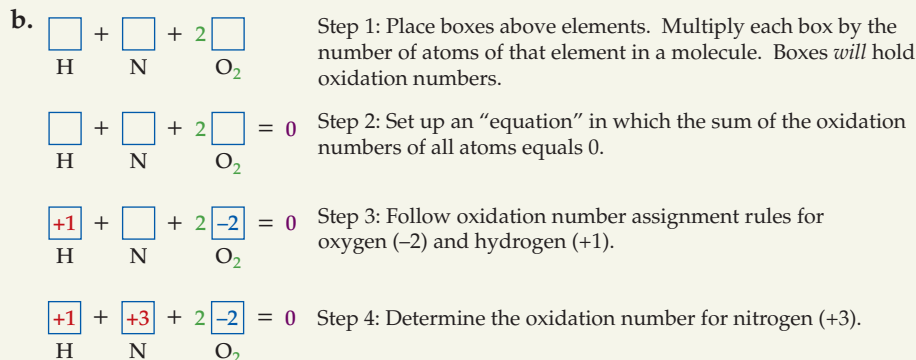 b.
+ + 2
H N O2
Step 1: Place boxes above elements. Multiply each box by the
number of atoms of that element in a molecule. Boxes will hold
oxidation numbers.
+ + 2 = 0
H N O2
Step 2: Set up an “equation” in which the sum of the oxidation
numbers of all atoms equals 0.
+1 + + 2 –2 = 0
H N O2
Step 3: Follow oxidation number assignment rules for
oxygen (–2) and hydrogen (+1).
+1 + +3 + 2 –2 = 0
H N O2
Step 4: Determine the oxidation number for nitrogen (+3).